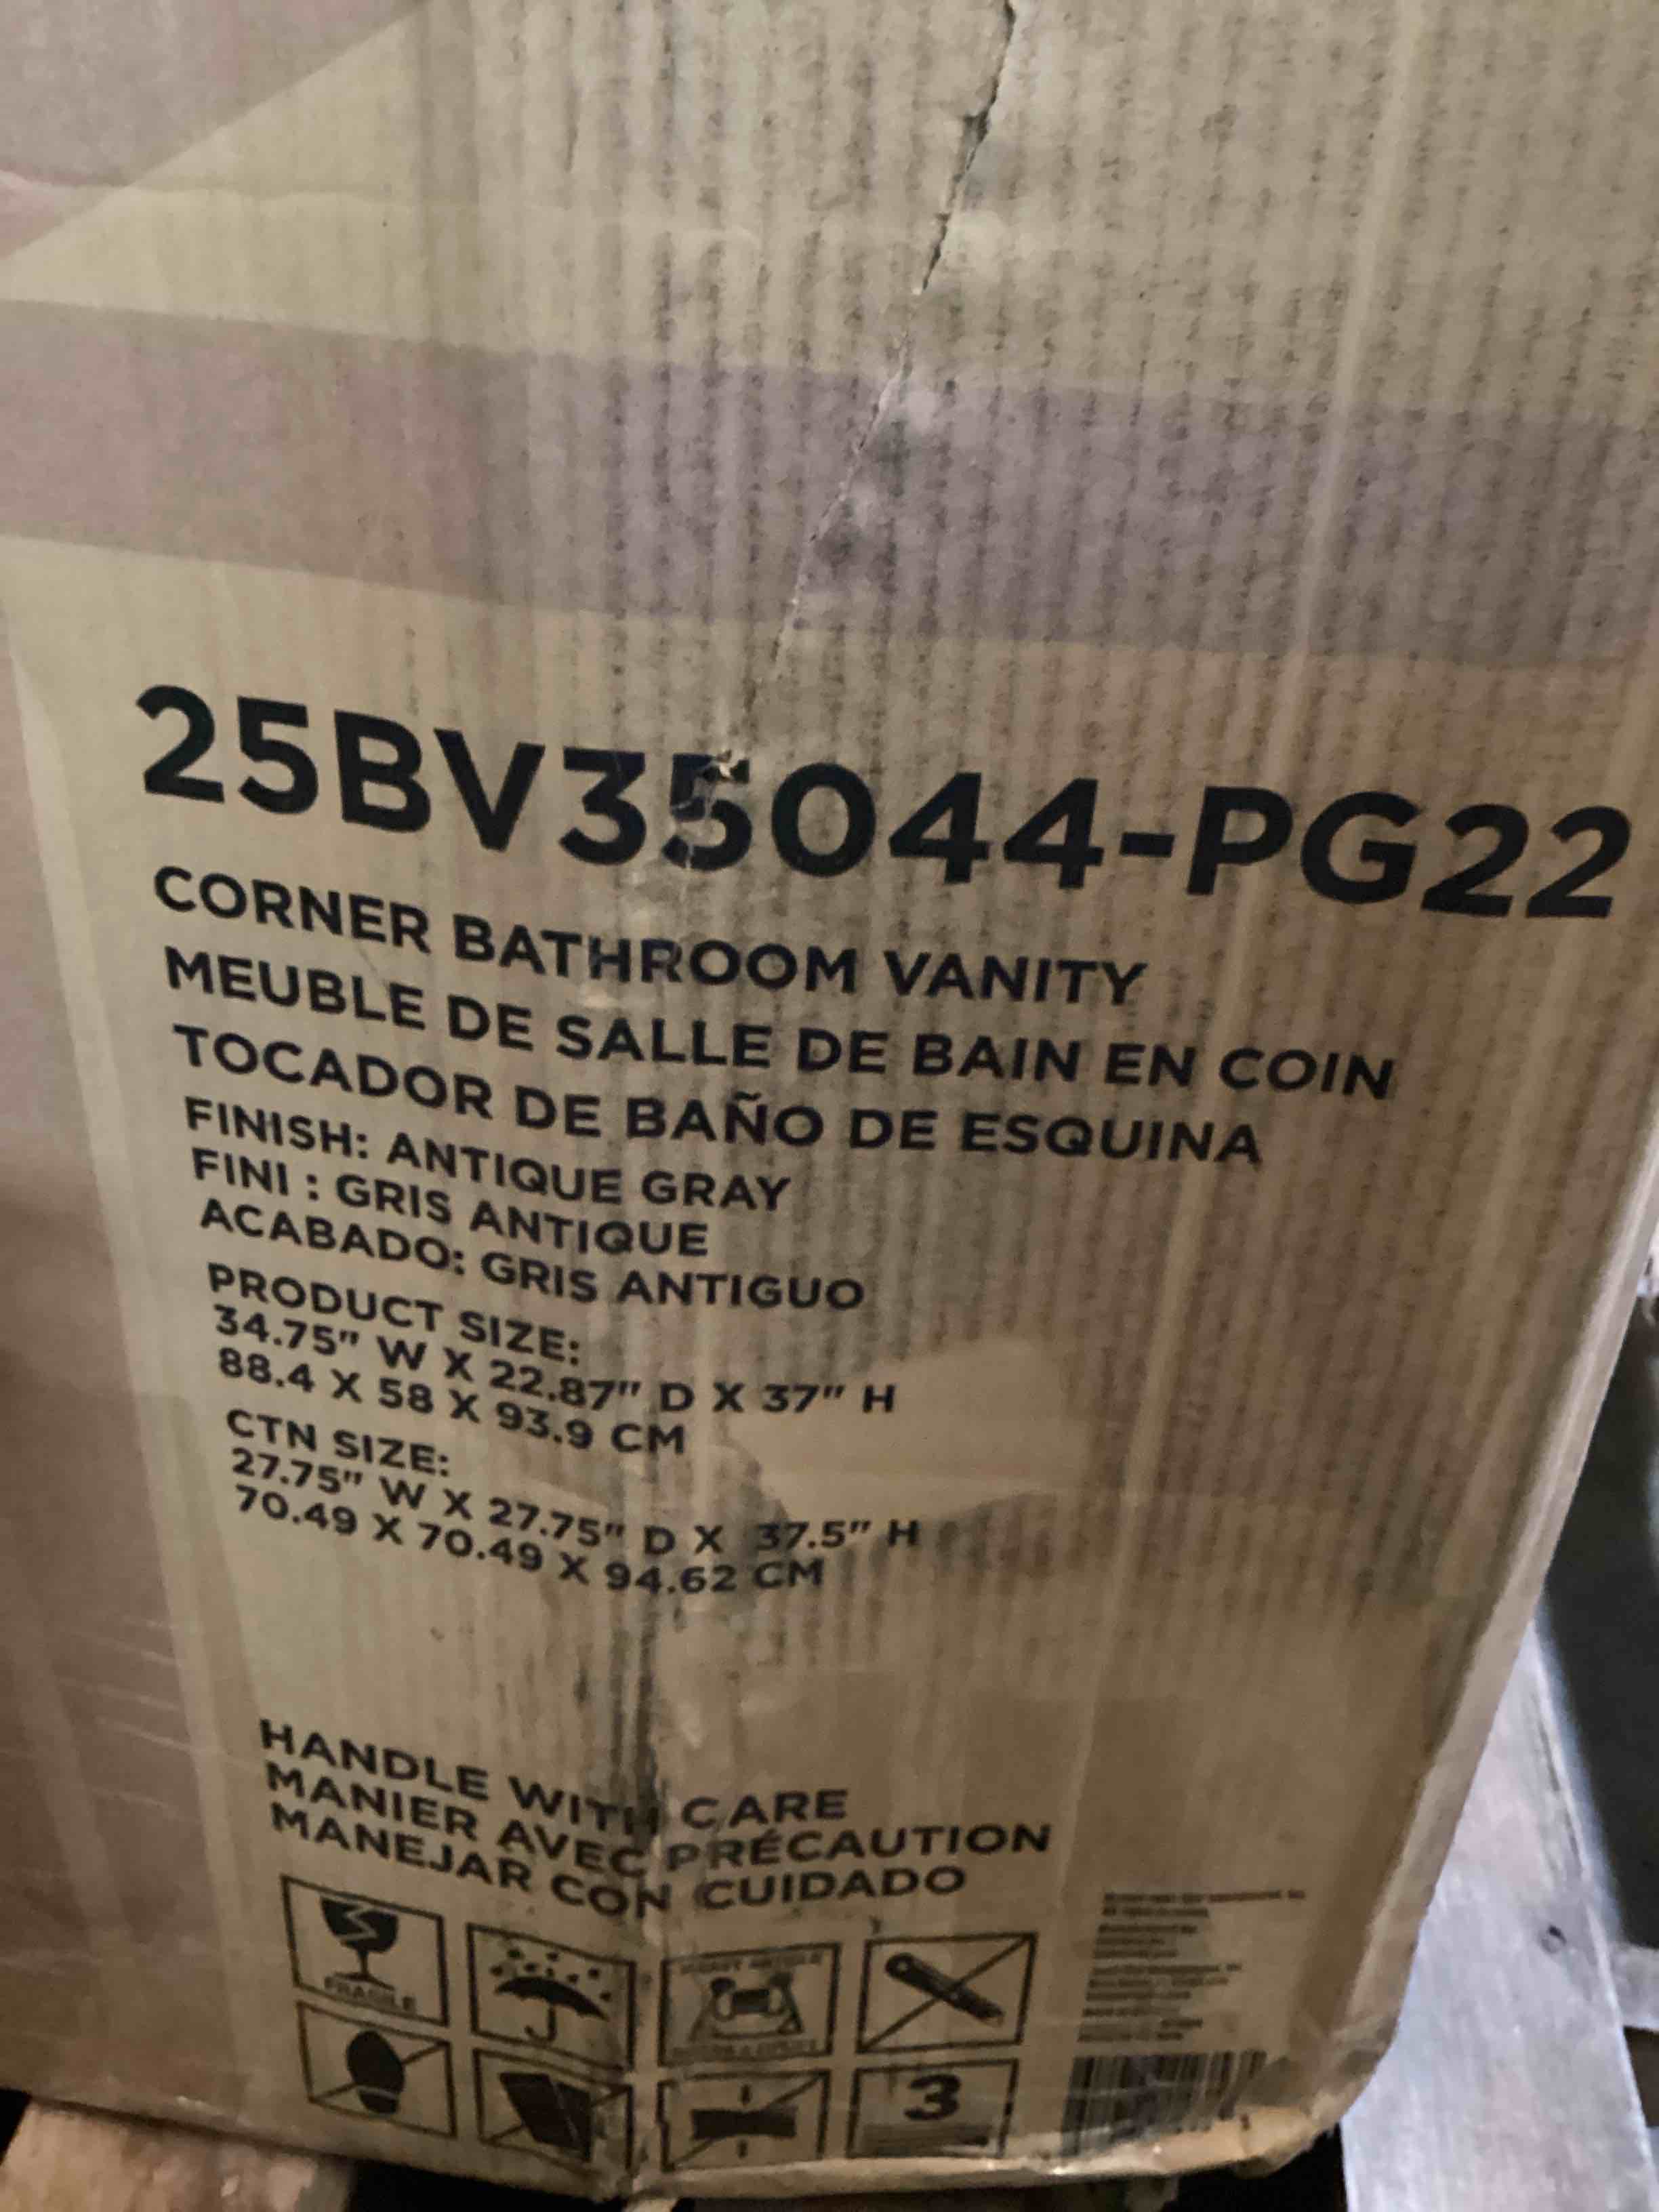 25BV35044-PG22
CORNER BATHROOM VANITY
MEUBLE DE SALLE DE BAIN EN COIN
TOCADOR DE BAÑO DE ESQUINA
FINISH: ANTIQUE GRAY
FINI : GRIS ANTIQUE
ACABADO: GRIS ANTIGUO
PRODUCT SIZE:
34.75" W X 22.87" D X 37" H
88.4 X 58 X 93.9 CM
CTN SIZE:
27.75" W X 27.75" D X 37.5" H
70.49 X 70.49 X 94.62 CM
HANDLE WITH CARE
MANIER AVEC PRÉCAUTION
MANEJAR CON CUIDADO
FRAGILE
3